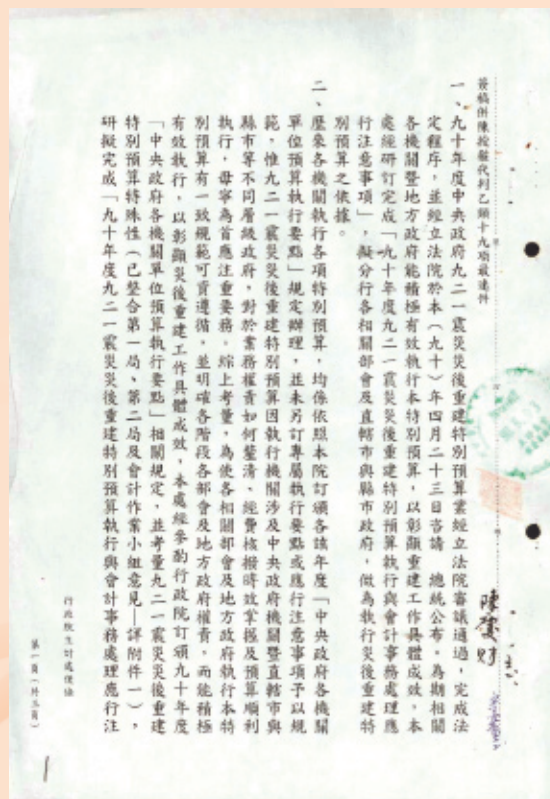 簽稿併陳擬代判乙類十九項最速件
一、九十年度中央政府九二一震災災後重建特別預算業經立法院審議通過，完成法
定程序，並經立法院於本（九十）年四月二十三日咨請　總統公布。為期相關
各機關暨地方政府能積極有效執行本特別預算，以彰顯重建工作具體成效，本
處經研訂完成「九十年度九二一震災災後重建特別預算執行與會計事務處理應
行注意事項」，擬分行各相關部會及直轄市與縣市政府，做為執行災後重建特
別預算之依據。
二、歷來各機關執行各項特別預算，均係依照本院訂頒各該年度「中央政府各機關
單位預算執行要點」規定辦理，並未另訂專屬執行要點或應行注意事項予以規
範，惟九二一震災災後重建特別預算因執行機關涉及中央政府機關暨直轄市與
縣市等不同層級政府，對於業務權責如何釐清、經費核撥時效掌握及預算順利
執行，毋寧為首應注重要務。綜上考量，為使各相關部會及地方政府執行本特
別預算有一致規範可資遵循，並明確各階段各部會及地方政府權責，而能積極
有效執行，以彰顯災後重建工作具體成效，本處經參酌行政院訂頒九十年度
「中央政府各機關單位預算執行要點」相關規定，並考量九二一震災災後重建
特別預算特殊性（已整合第一局、第二局及會計作業小組意見—詳附件一），
研擬完成「九十年度九二一震災災後重建特別預算執行與會計事務處理應行注
行政院主計處便條
第一頁（共三頁）
1